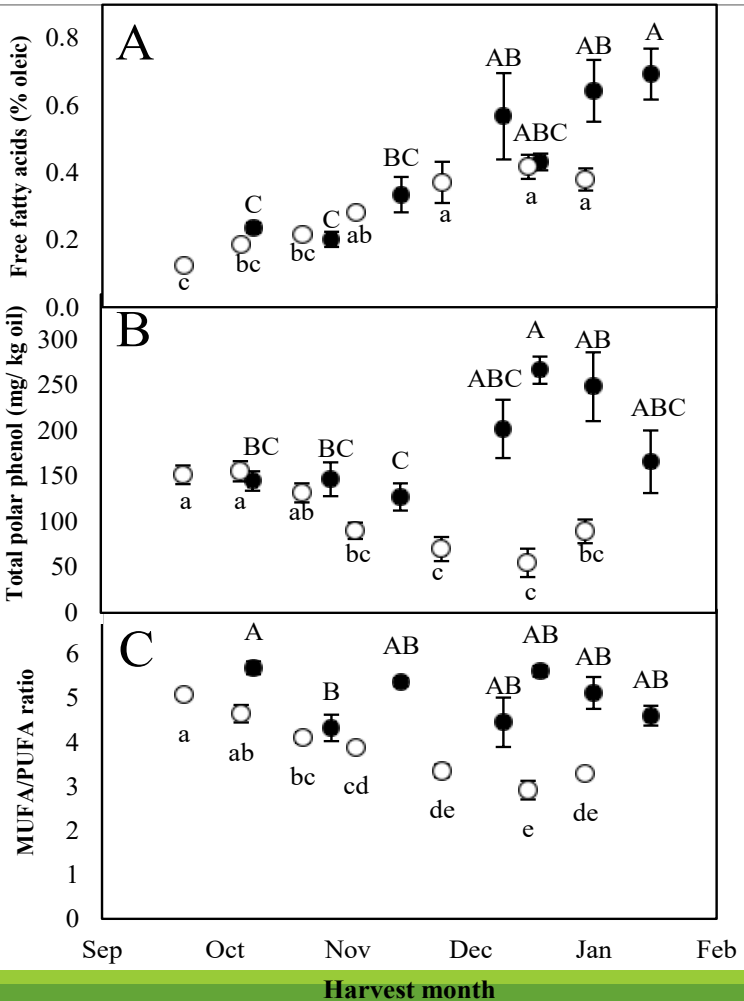 A
Free fatty acids (% oleic)
0.8
0.6
0.4
0.2
0.0
A
AB
AB
ABC
BC
C
C
ab
a
a
a
bc
bc
c
B
Total polar phenol (mg/ kg oil)
300
250
200
150
100
50
0
A
AB
ABC
ABC
BC
BC
C
a
a
ab
bc
bc
c
c
C
MUFA/PUFA ratio
6
5
4
3
2
1
0
A
AB
AB
AB
AB
AB
B
a
ab
bc
cd
de
e
de
Sep Oct Nov Dec Jan Feb
Harvest month